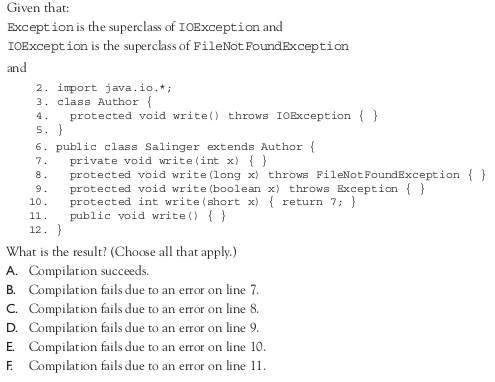 Given that:
Exception is the superclass of IOException and
IOException is the superclass of FileNotFoundException
and
2. import java.io.*;
3. class Author {
4. protected void write() throws IOException { }
5. }
6. public class Salinger extends Author {
7. private void write(int x) { }
8. protected void write(long x) throws FileNotFoundException { }
9. protected void write(boolean x) throws Exception { }
10. protected int write(short x) { return 7; }
11. public void write() { }
12. }
What is the result? (Choose all that apply.)
A. Compilation succeeds.
B. Compilation fails due to an error on line 7.
C. Compilation fails due to an error on line 8.
D. Compilation fails due to an error on line 9.
E. Compilation fails due to an error on line 10.
F. Compilation fails due to an error on line 11.